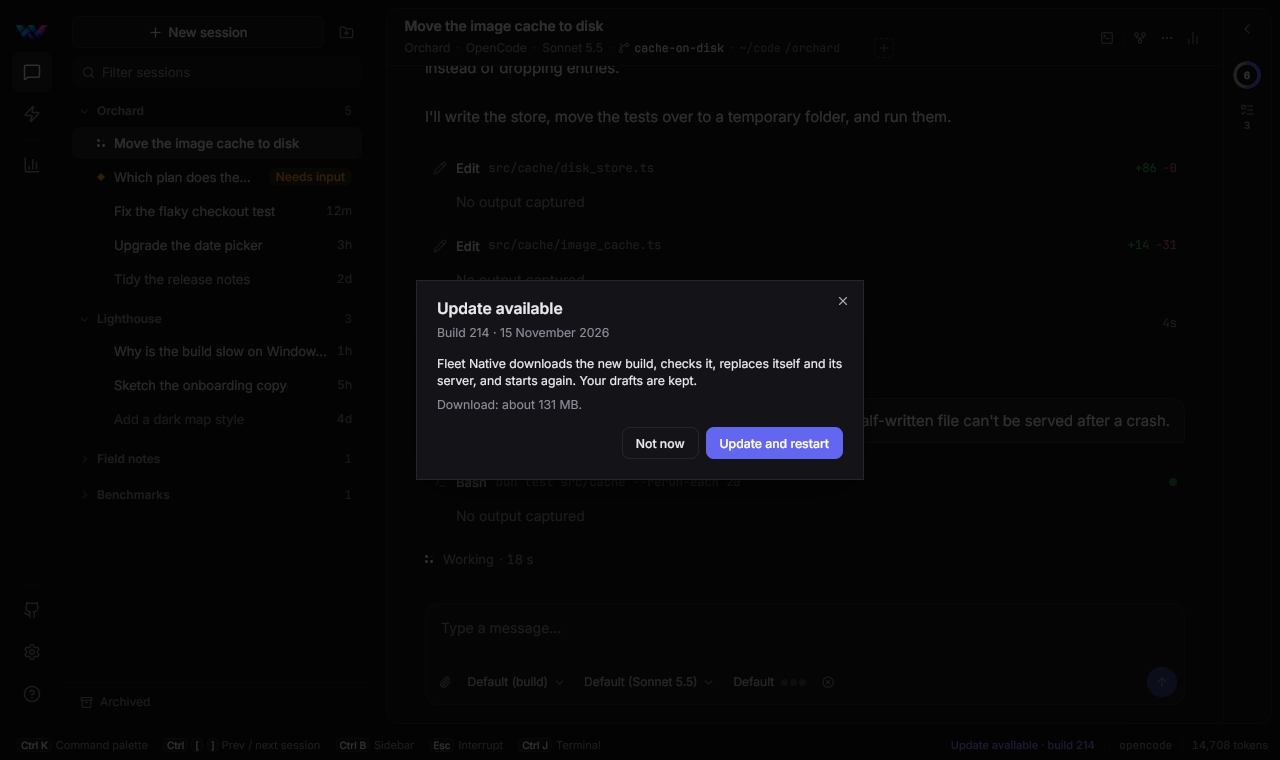 New session
Filter sessions
Orchard 5
Move the image cache to disk
Which plan does the... Needs input
Fix the flaky checkout test 12m
Upgrade the date picker 3h
Tidy the release notes 2d
Lighthouse 3
Why is the build slow on Window... 1h
Sketch the onboarding copy 5h
Add a dark map style 4d
Field notes 1
Benchmarks 1
Archived
Move the image cache to disk
Orchard · OpenCode · Sonnet 5.5 · cache-on-disk · ~/code/orchard
instead of dropping entries.
I'll write the store, move the tests over to a temporary folder, and run them.
Edit src/cache/disk_store.ts +86 -0
No output captured
Edit src/cache/image_cache.ts +14 -31
No output captured
4s
alf-written file can't be served after a crash.
Bash bun test src/cache --rerun-each 20
No output captured
Working · 18 s
Update available
Build 214 · 15 November 2026
Fleet Native downloads the new build, checks it, replaces itself and its
server, and starts again. Your drafts are kept.
Download: about 131 MB.
Not now
Update and restart
Type a message...
Default (build) Default (Sonnet 5.5) Default
6
3
Ctrl K Command palette Ctrl [ ] Prev / next session Ctrl B Sidebar Esc Interrupt Ctrl J Terminal
Update available · build 214 opencode 14,708 tokens